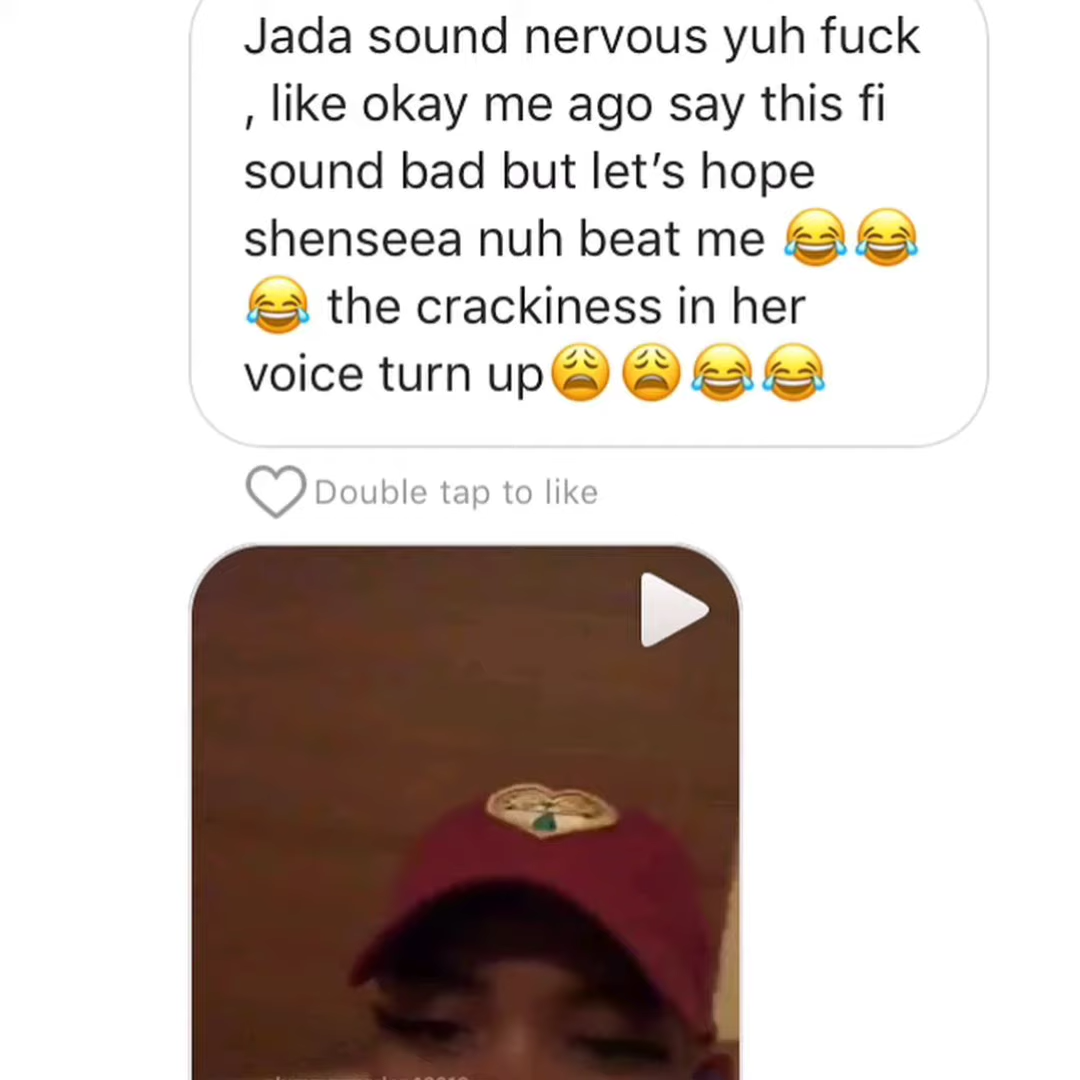 Jada sound nervous yuh fuck
, like okay me ago say this fi
sound bad but let’s hope
shenseea nuh beat me 😂😂
😂 the crackiness in her
voice turn up😩😩😂😂
Double tap to like